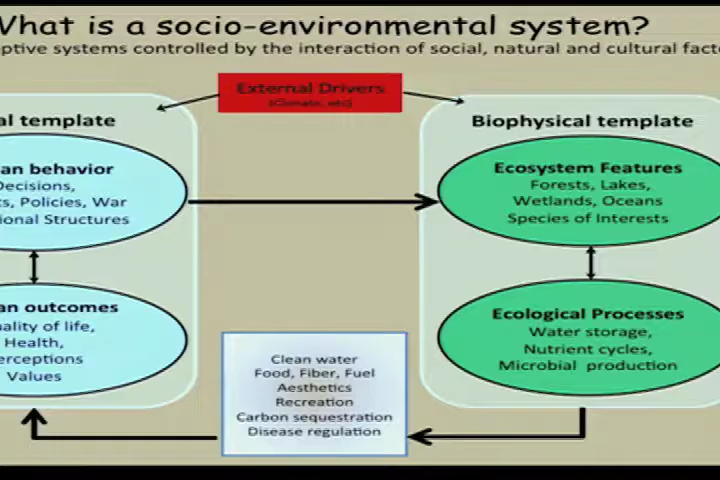 What is a socio-environmental system?
ptive systems controlled by the interaction of social, natural and cultural facto
External Drivers
(Climate, etc)
al template
Biophysical template
an behavior
Decisions,
s, Policies, War
ional Structures
Ecosystem Features
Forests, Lakes,
Wetlands, Oceans
Species of Interests
an outcomes
ality of life,
Health,
erceptions
Values
Ecological Processes
Water storage,
Nutrient cycles,
Microbial production
Clean water
Food, Fiber, Fuel
Aesthetics
Recreation
Carbon sequestration
Disease regulation